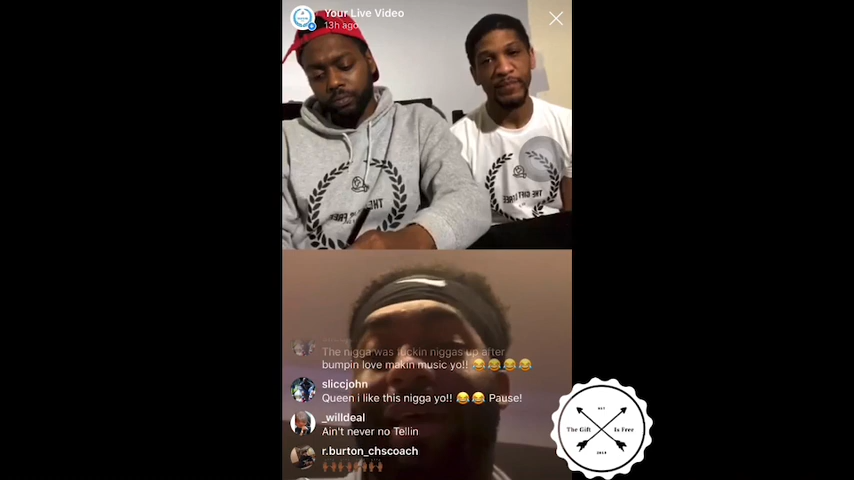 Your Live Video
13h ago
The nigga was fuckin niggas up after
bumpin love makin music yo!! 😂😂😂😂
sliccjohn
Queen i like this nigga yo!! 😂😂 Pause!
_willdeal
Ain't never no Tellin
r.burton_chscoach
🙌🏾🙌🏾🙌🏾🙌🏾
The Gift
Is Free
2018